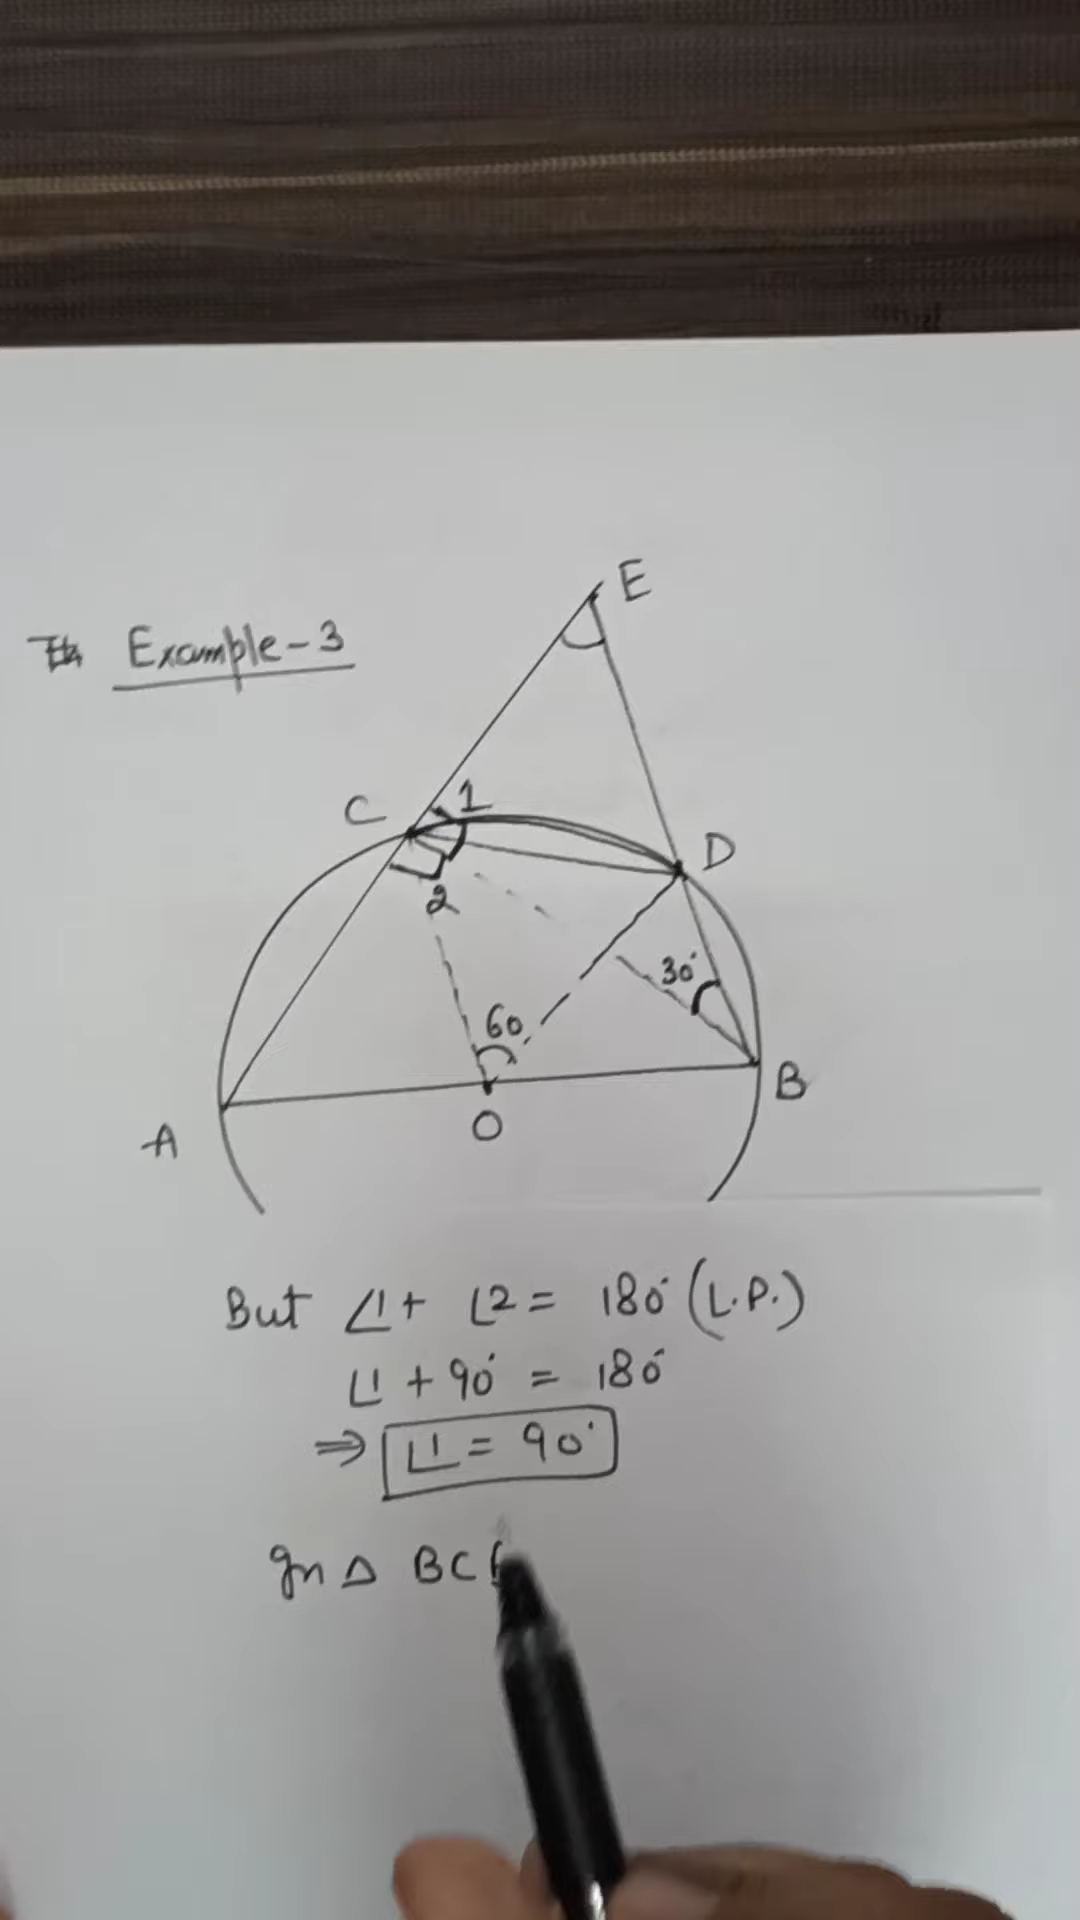 Example-3
E
C
1
D
2
30°
60
B
O
A
But ∠1 + ∠2 = 180° (L.P.)
∠1 + 90° = 180°
⇒ ∠1 = 90°
In Δ BC